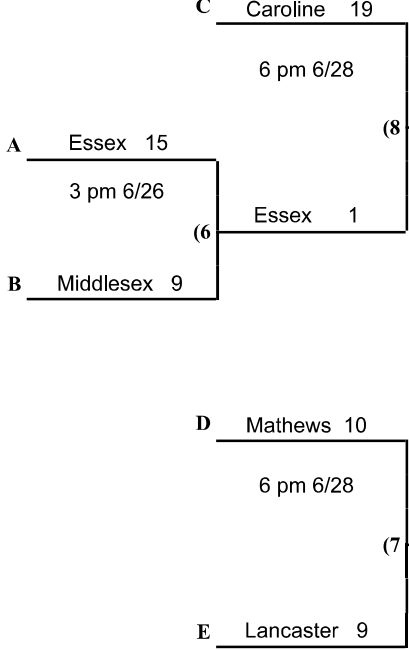 C Caroline 19
6 pm 6/28
(8
A Essex 15
3 pm 6/26
(6 Essex 1
B Middlesex 9
D Mathews 10
6 pm 6/28
(7
E Lancaster 9